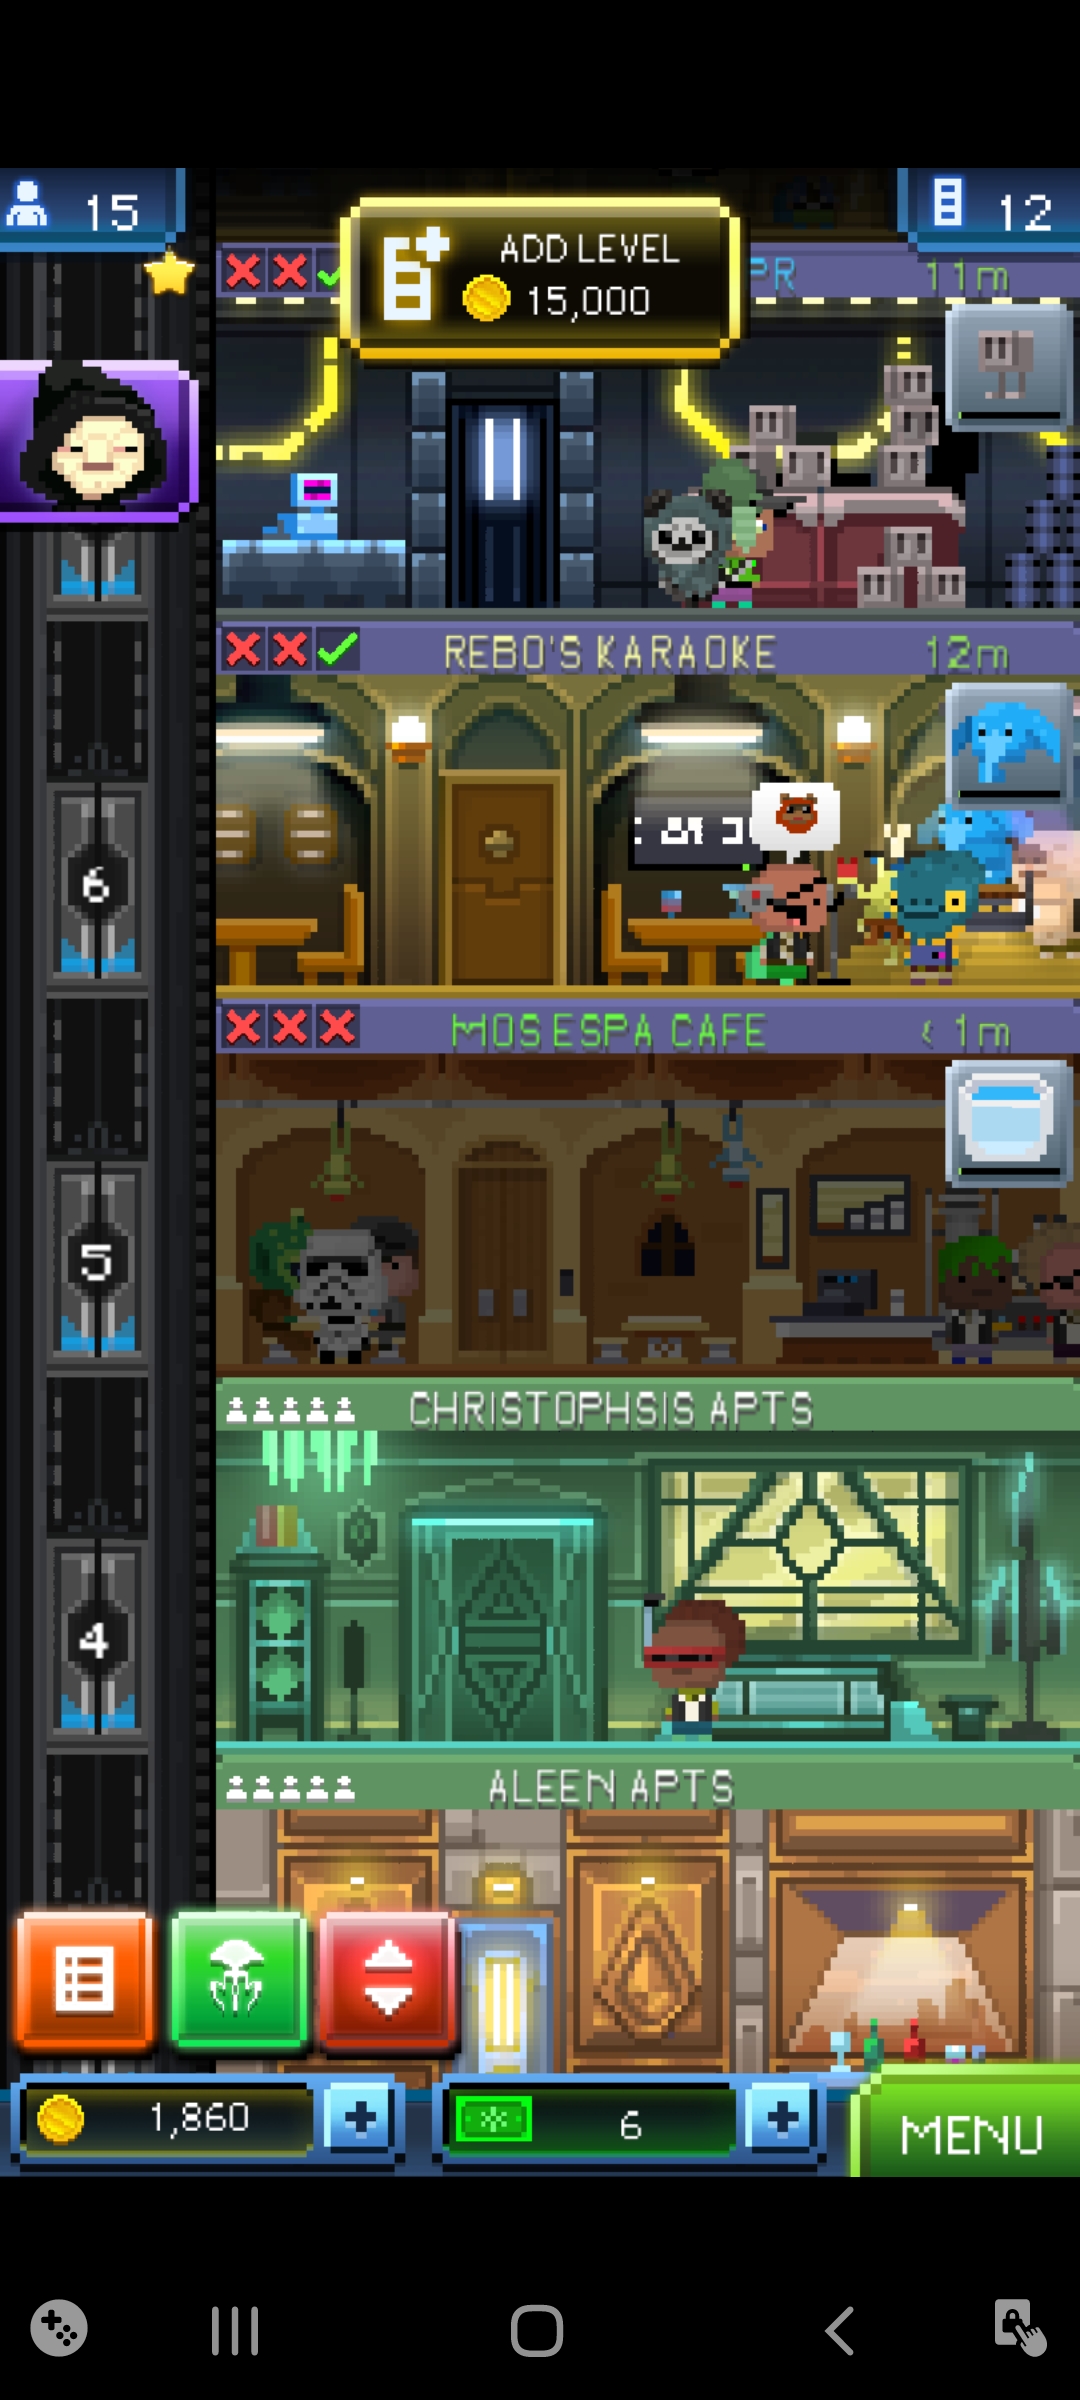 15
12
ADD LEVEL
15,000
PR
11m
REBO'S KARAOKE
12m
6
MOS ESPA CAFE
< 1m
5
CHRISTOPHSIS APTS
4
ALEEN APTS
1,860
6
MENU